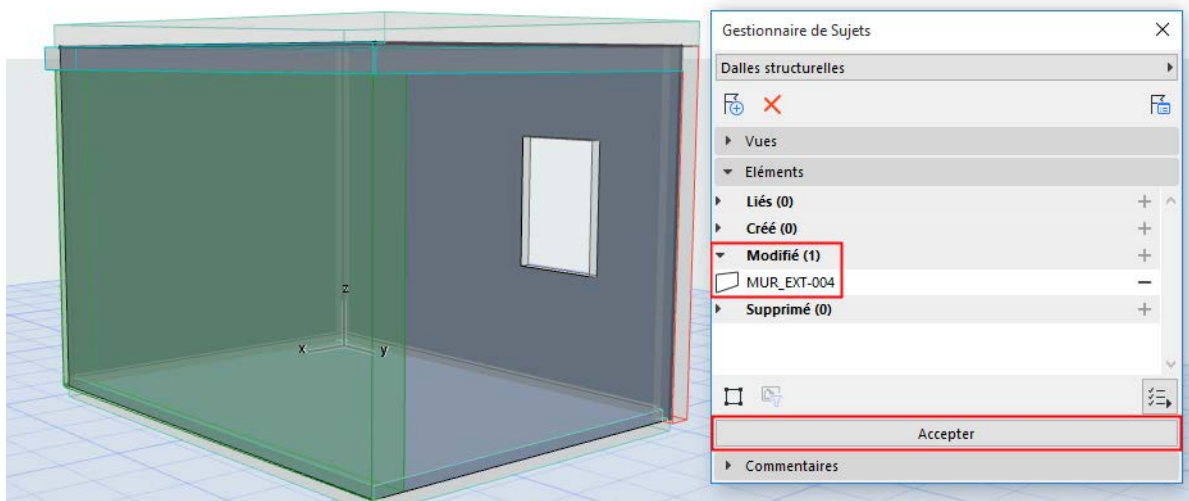 Gestionnaire de Sujets
Dalles structurelles
Vues
Eléments
Liés (0)
Créé (0)
Modifié (1)
MUR_EXT-004
Supprimé (0)
Accepter
Commentaires
z
x
y